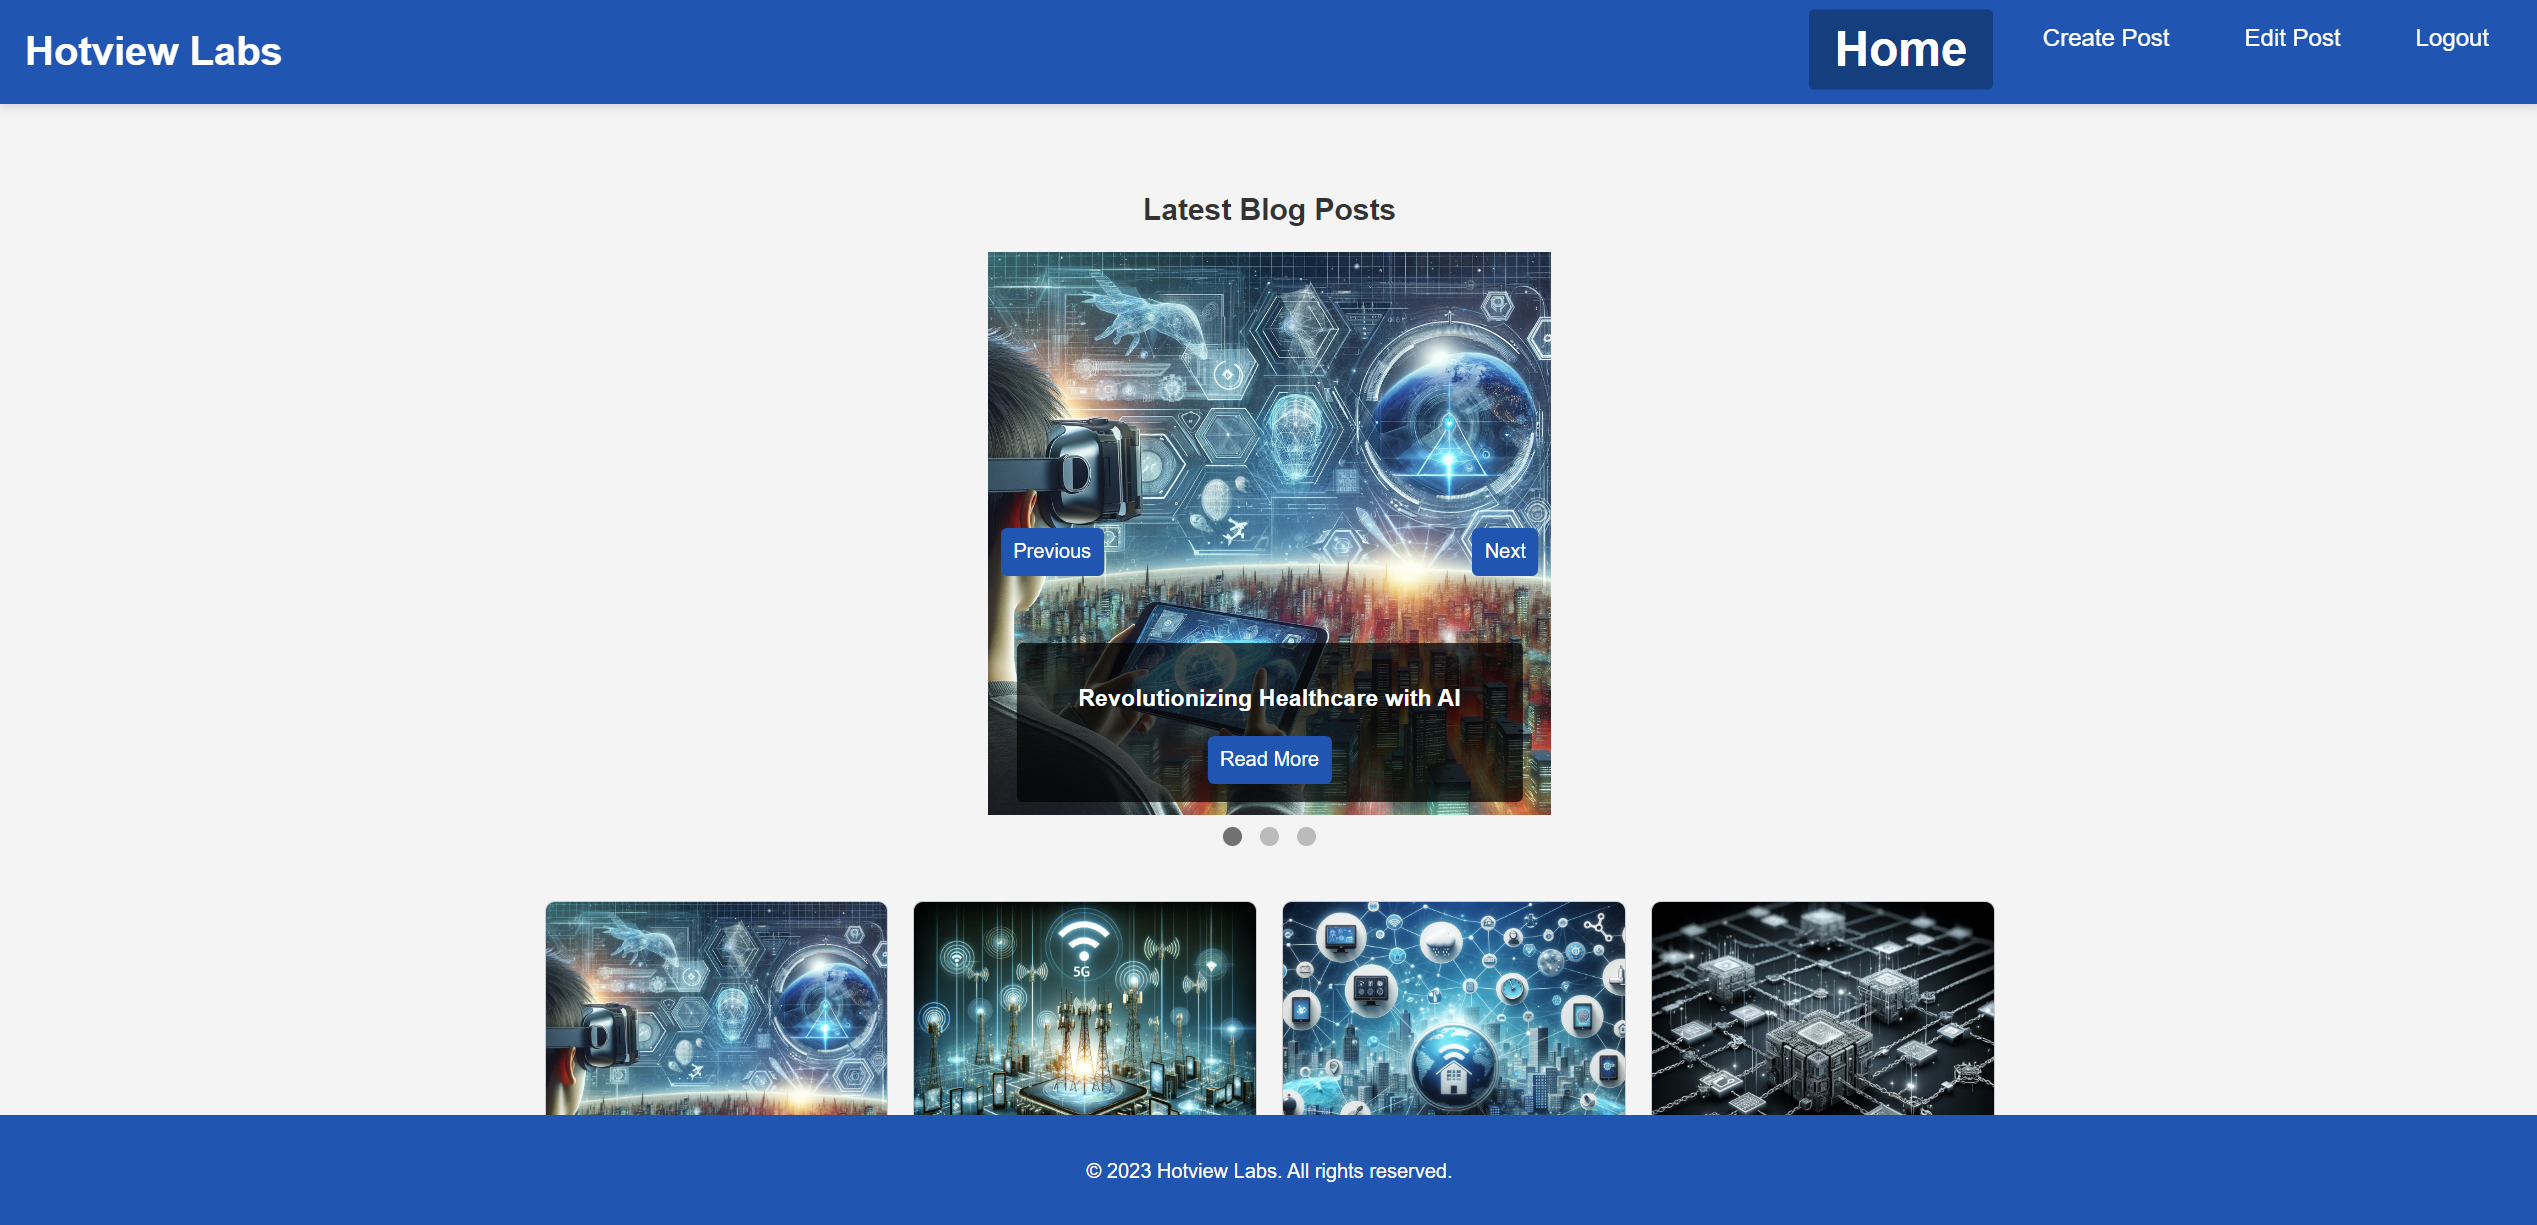 Hotview Labs
Home
Create Post
Edit Post
Logout
Latest Blog Posts
Previous
Next
Revolutionizing Healthcare with AI
Read More
5G
© 2023 Hotview Labs. All rights reserved.